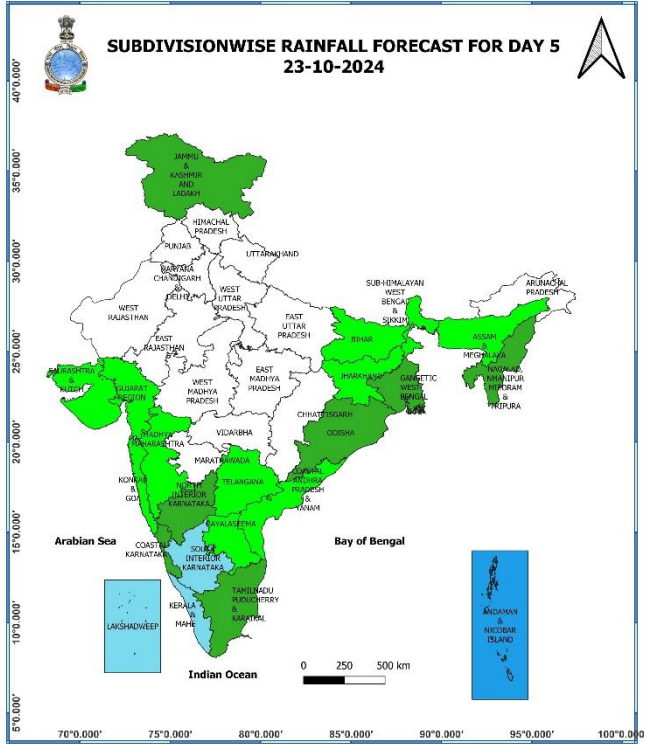 SUBDIVISIONWISE RAINFALL FORECAST FOR DAY 5
23-10-2024
40°0.000'
35°0.000'
30°0.000'
25°0.000'
20°0.000'
15°0.000'
10°0.000'
5°0.000'
JAMMU
&
KASHMIR
AND
LADAKH
HIMACHAL
PRADESH
PUNJAB
UTTARAKHAND
HARYANA
CHANDIGARH
&
DELHI
WEST
UTTAR
PRADESH
WEST
RAJASTHAN
EAST
RAJASTHAN
EAST
UTTAR
PRADESH
SUB-HIMALAYAN
WEST
BENGAL
&
SIKKIM
ARUNACHAL
PRADESH
BIHAR
ASSAM
&
MEGHALAYA
NAGALAND,
MANIPUR
MIZORAM
&
TRIPURA
SAURASHTRA
&
KUTCH
GUJARAT
REGION
WEST
MADHYA
PRADESH
EAST
MADHYA
PRADESH
JHARKHAND
GANGETIC
WEST
BENGAL
CHHATTISGARH
ODISHA
VIDARBHA
MADHYA
MAHARASHTRA
MARATHWADA
KONKAN
&
GOA
TELANGANA
COASTAL
ANDHRA
PRADESH
&
YANAM
NORTH
INTERIOR
KARNATAKA
RAYALASEEMA
Arabian Sea
Bay of Bengal
COASTAL
KARNATAKA
SOUTH
INTERIOR
KARNATAKA
KERALA
&
MAHE
TAMILNADU
PUDUCHERRY
&
KARAIKAL
LAKSHADWEEP
ANDAMAN
&
NICOBAR
ISLAND
Indian Ocean
0 250 500 km
70°0.000' 75°0.000' 80°0.000' 85°0.000' 90°0.000' 95°0.000' 100°0.000'